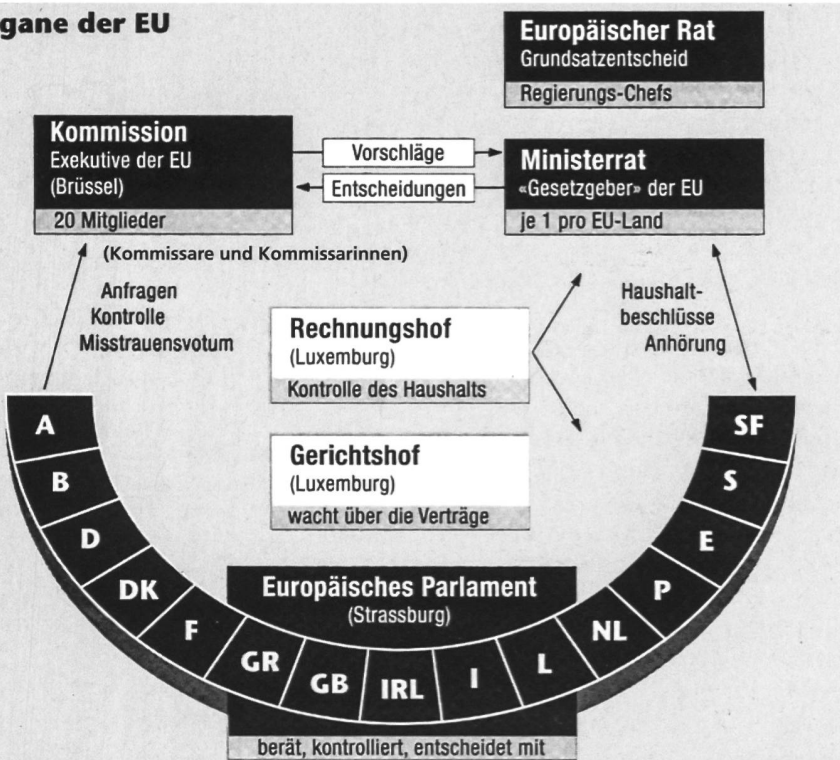 gane der EU
Europäischer Rat
Grundsatzentscheid
Regierungs-Chefs
Kommission
Exekutive der EU
(Brüssel)
20 Mitglieder
(Kommissare und Kommissarinnen)
Vorschläge
Entscheidungen
Ministerrat
«Gesetzgeber» der EU
je 1 pro EU-Land
Anfragen
Kontrolle
Misstrauensvotum
Haushalt-
beschlüsse
Anhörung
Rechnungshof
(Luxemburg)
Kontrolle des Haushalts
Gerichtshof
(Luxemburg)
wacht über die Verträge
Europäisches Parlament
(Strassburg)
A
B
D
DK
F
GR
GB
IRL
I
L
NL
P
E
S
SF
berät, kontrolliert, entscheidet mit